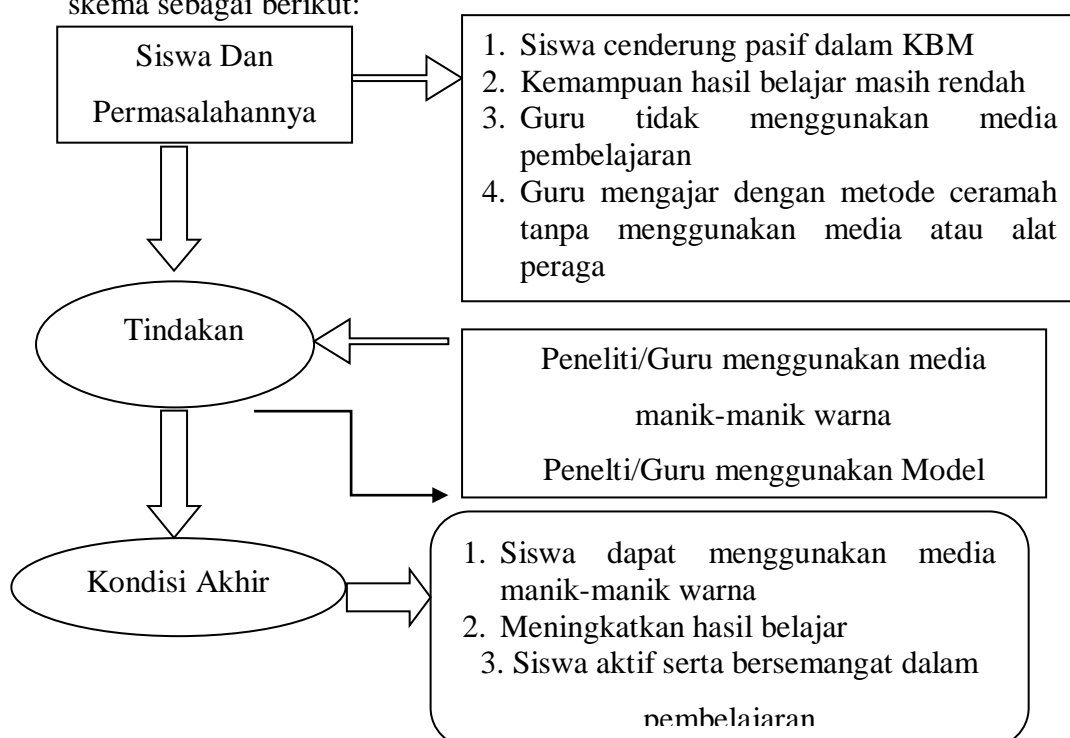 skema sebagai berikut:
Siswa Dan
Permasalahannya
1. Siswa cenderung pasif dalam KBM
2. Kemampuan hasil belajar masih rendah
3. Guru tidak menggunakan media
pembelajaran
4. Guru mengajar dengan metode ceramah
tanpa menggunakan media atau alat
peraga
Tindakan
Peneliti/Guru menggunakan media
manik-manik warna
Penelti/Guru menggunakan Model
Kondisi Akhir
1. Siswa dapat menggunakan media
manik-manik warna
2. Meningkatkan hasil belajar
3. Siswa aktif serta bersemangat dalam
pembelajaran